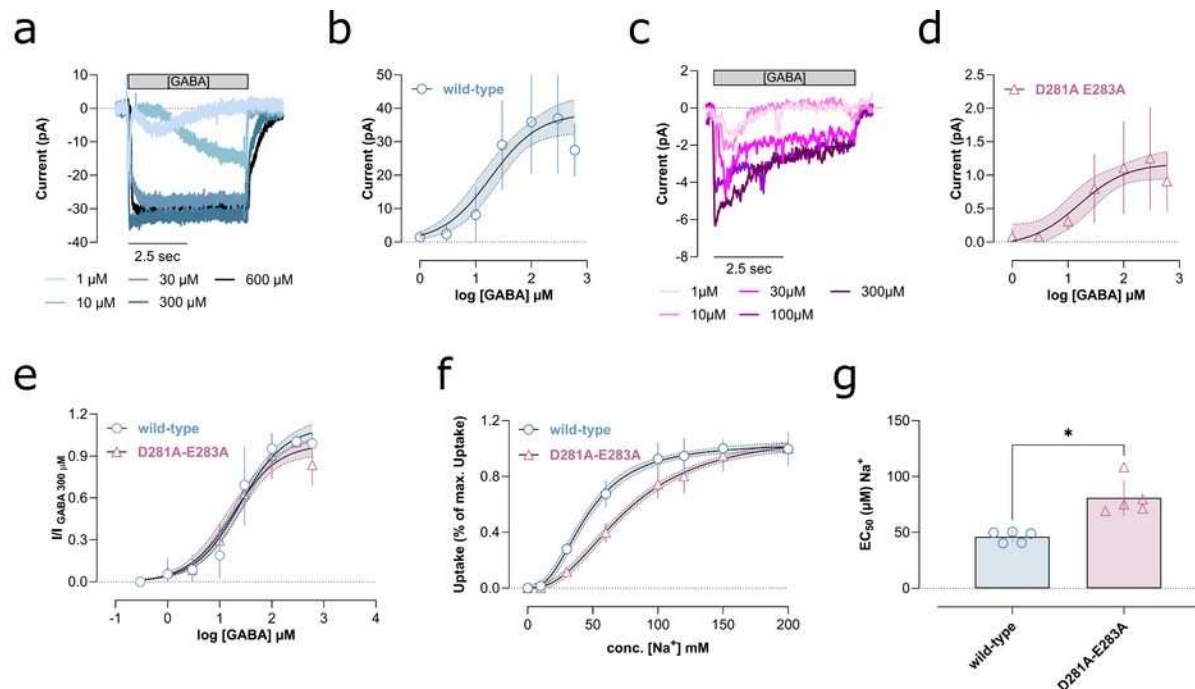 a
[GABA]
10
0
-10
-20
-30
-40
Current (pA)
2.5 sec
1 µM
30 µM
600 µM
10 µM
300 µM
b
wild-type
50
40
30
20
10
0
Current (pA)
0
1
2
3
log [GABA] µM
c
[GABA]
2
0
-2
-4
-6
-8
Current (pA)
2.5 sec
1µM
30µM
300µM
10µM
100µM
d
D281A E283A
2.5
2.0
1.5
1.0
0.5
0.0
Current (pA)
0
1
2
3
log [GABA] µM
e
wild-type
D281A-E283A
1.2
0.9
0.6
0.3
0.0
I/I GABA 300 µM
-1
0
1
2
3
4
log [GABA] µM
f
wild-type
D281A-E283A
1.2
0.8
0.4
0.0
Uptake (% of max. Uptake)
0
50
100
150
200
conc. [Na+] mM
g
*
150
100
50
0
EC50 (µM) Na+
wild-type
D281A-E283A